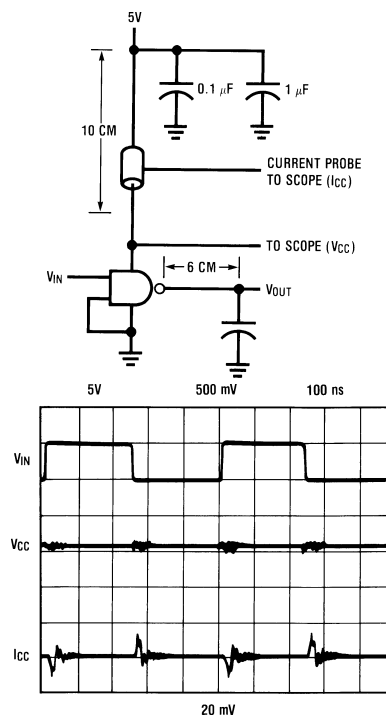 5V
0.1 μF
1 μF
10 CM
CURRENT PROBE
TO SCOPE (ICC)
TO SCOPE (VCC)
6 CM
VIN
VOUT
5V 500 mV 100 ns
VIN
VCC
ICC
20 mV